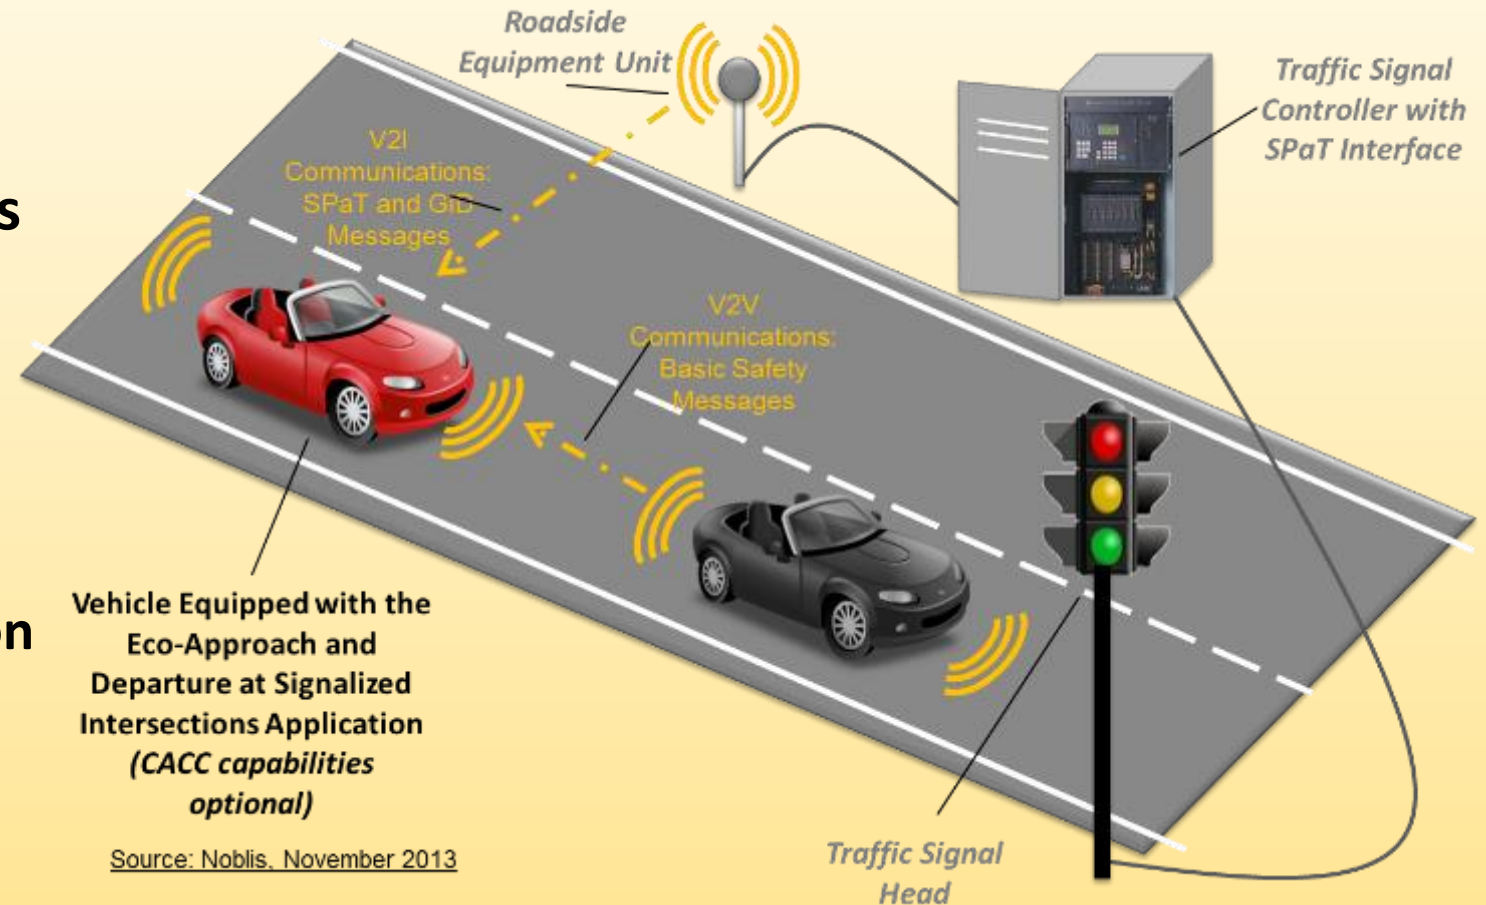 Roadside
Equipment Unit
Traffic Signal
Controller with
SPaT Interface
V2I
Communications:
SPaT and GID
Messages
s
V2V
Communications:
Basic Safety
Messages
on
Vehicle Equipped with the
Eco-Approach and
Departure at Signalized
Intersections Application
(CACC capabilities
optional)
Source: Noblis, November 2013
Traffic Signal
Head